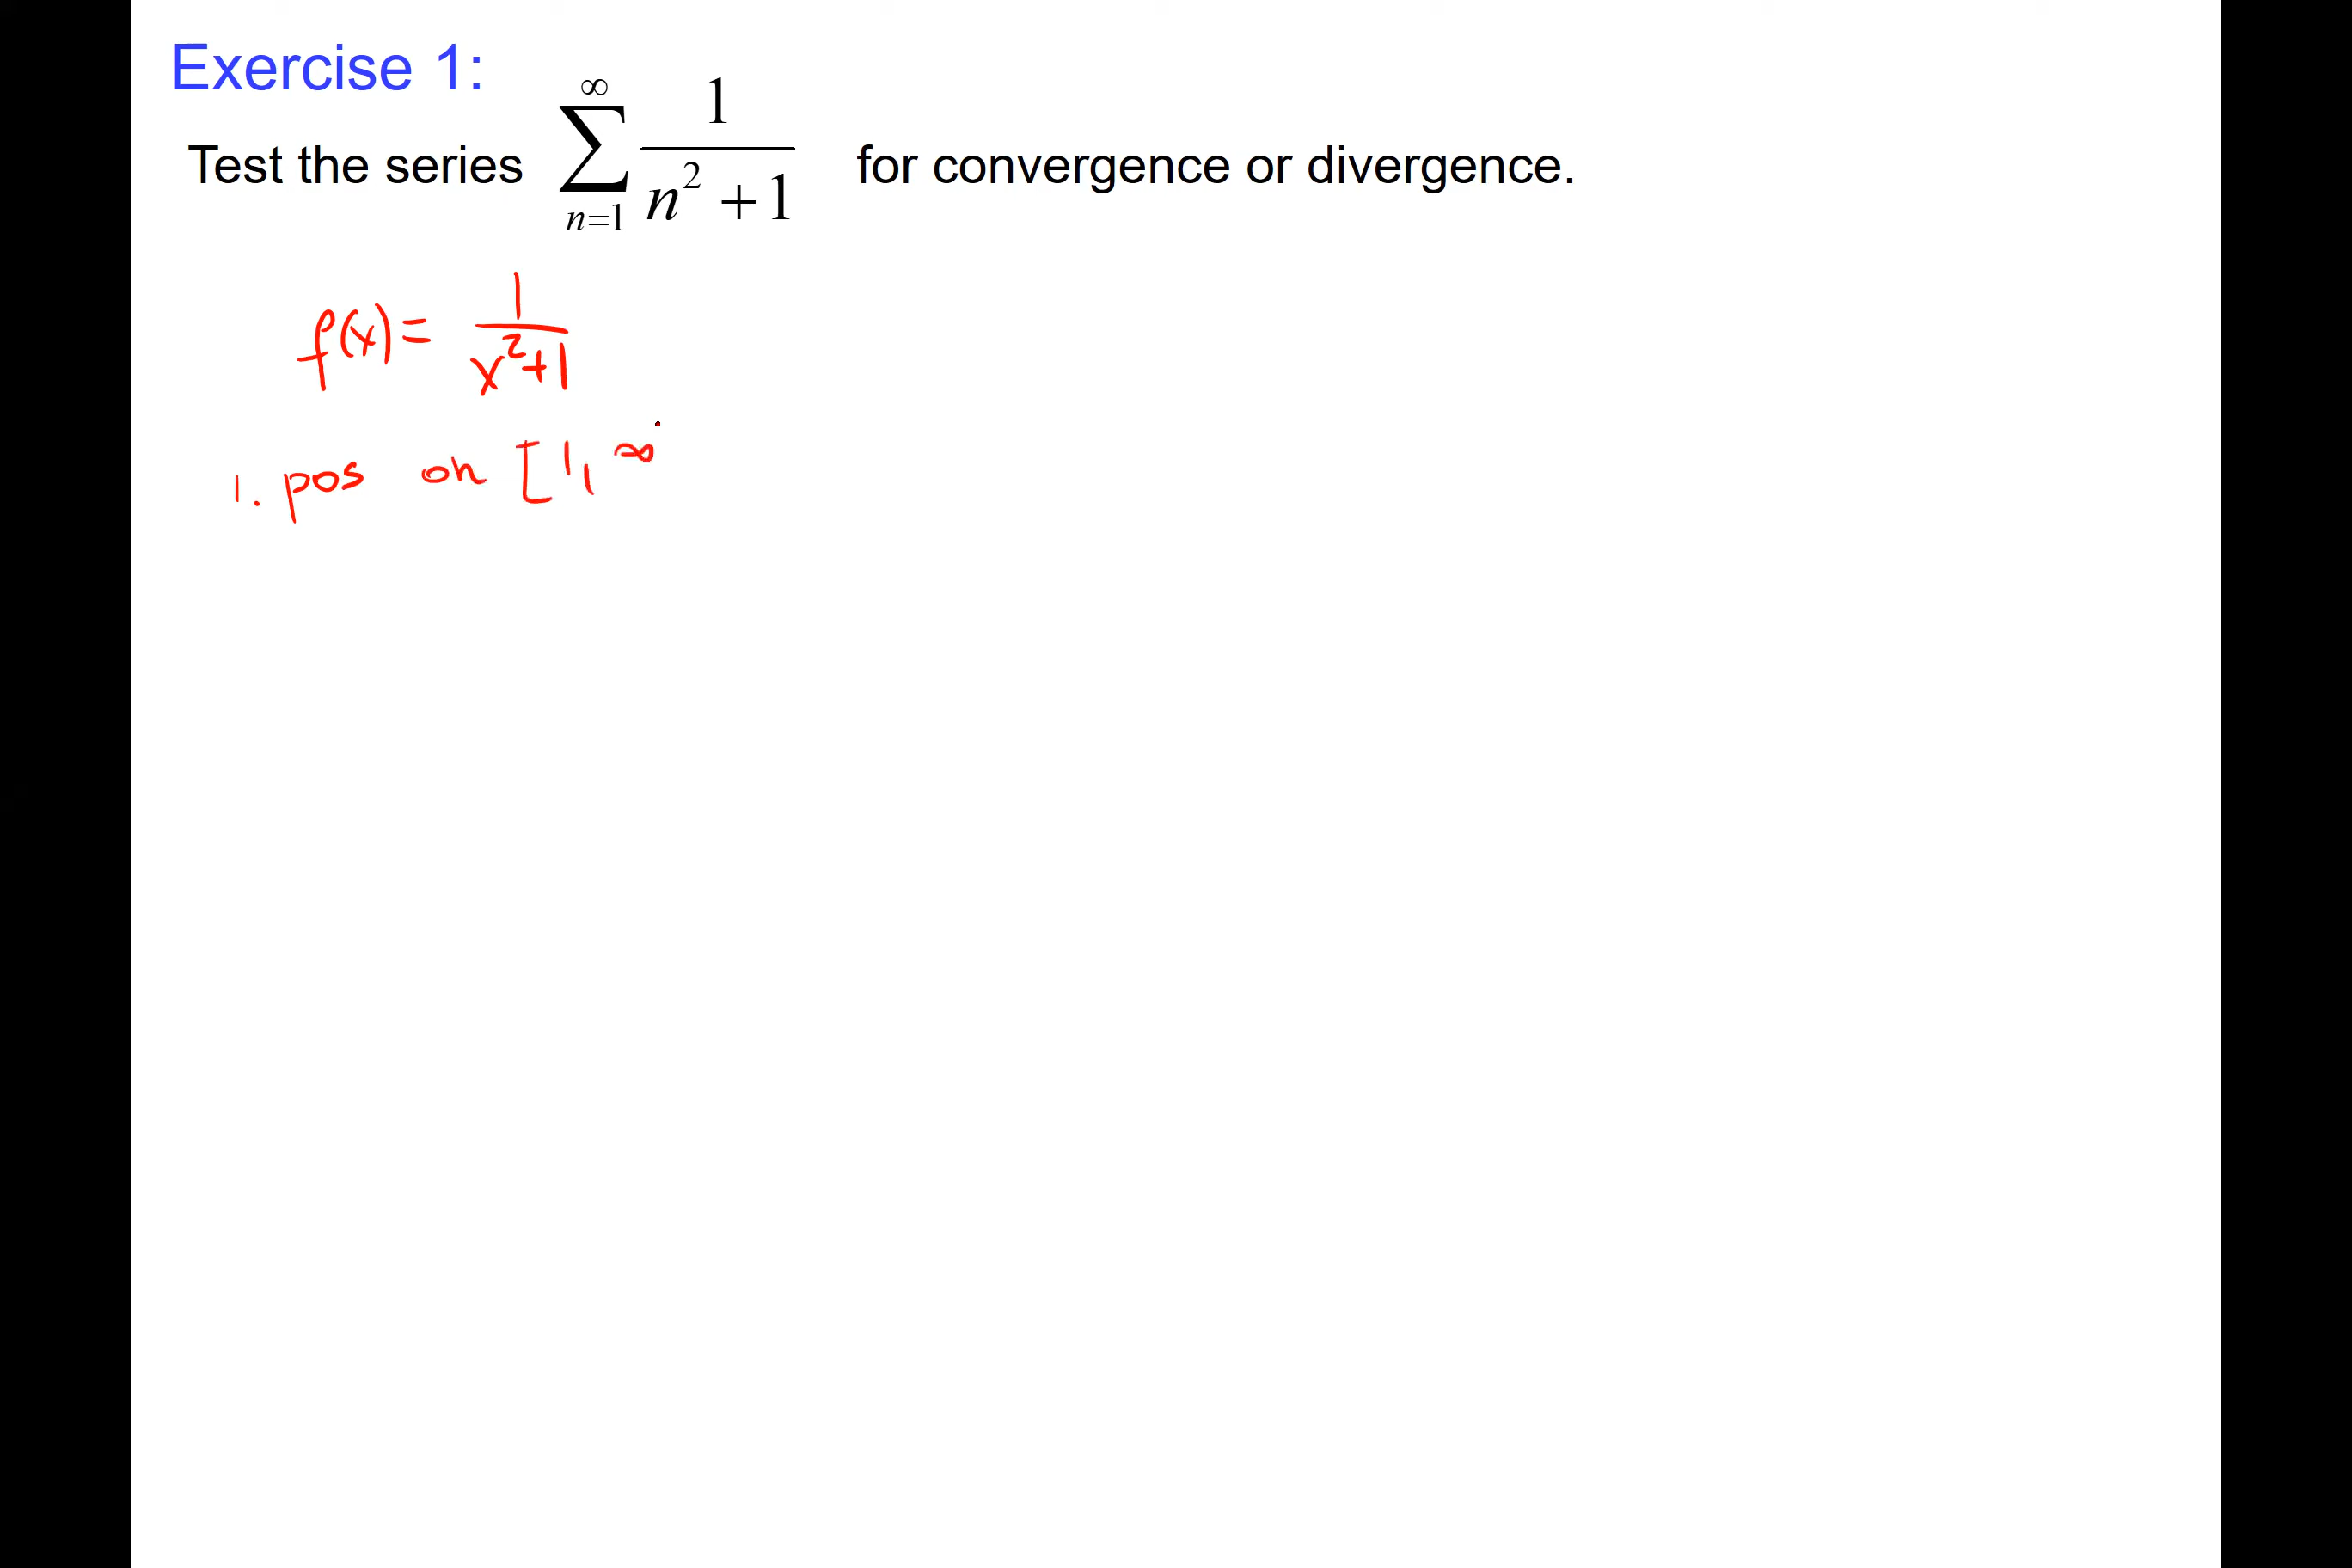 Exercise 1:
Test the series ∑_{n=1}^{∞} 1/(n² + 1) for convergence or divergence.
f(x) = 1/(x²+1)
1. pos on [1, ∞